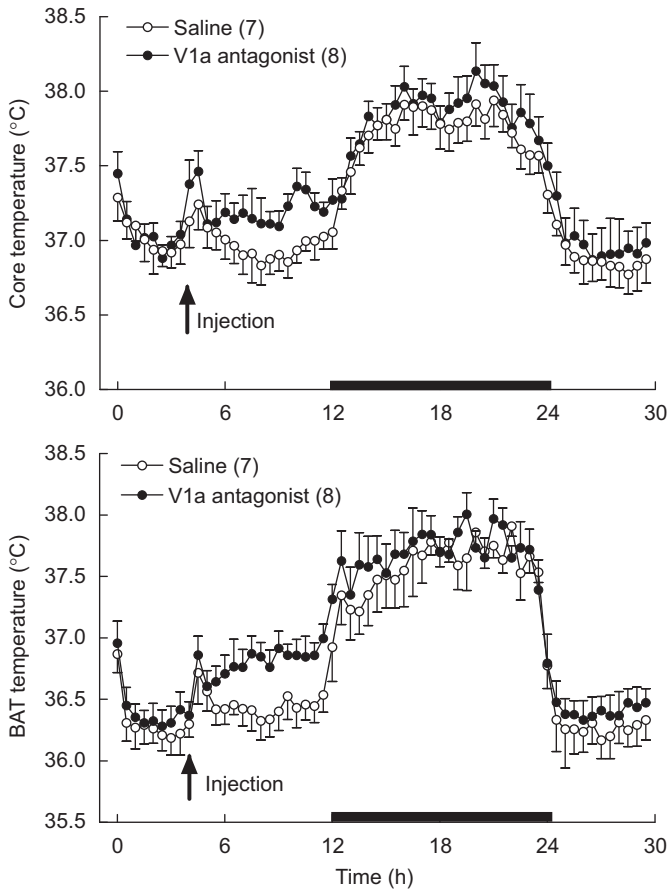 38.5
Saline (7)
V1a antagonist (8)
38.0
37.5
37.0
36.5
36.0
Core temperature (°C)
Injection
0 6 12 18 24 30
38.5
Saline (7)
V1a antagonist (8)
38.0
37.5
37.0
36.5
36.0
35.5
BAT temperature (°C)
Injection
0 6 12 18 24 30
Time (h)